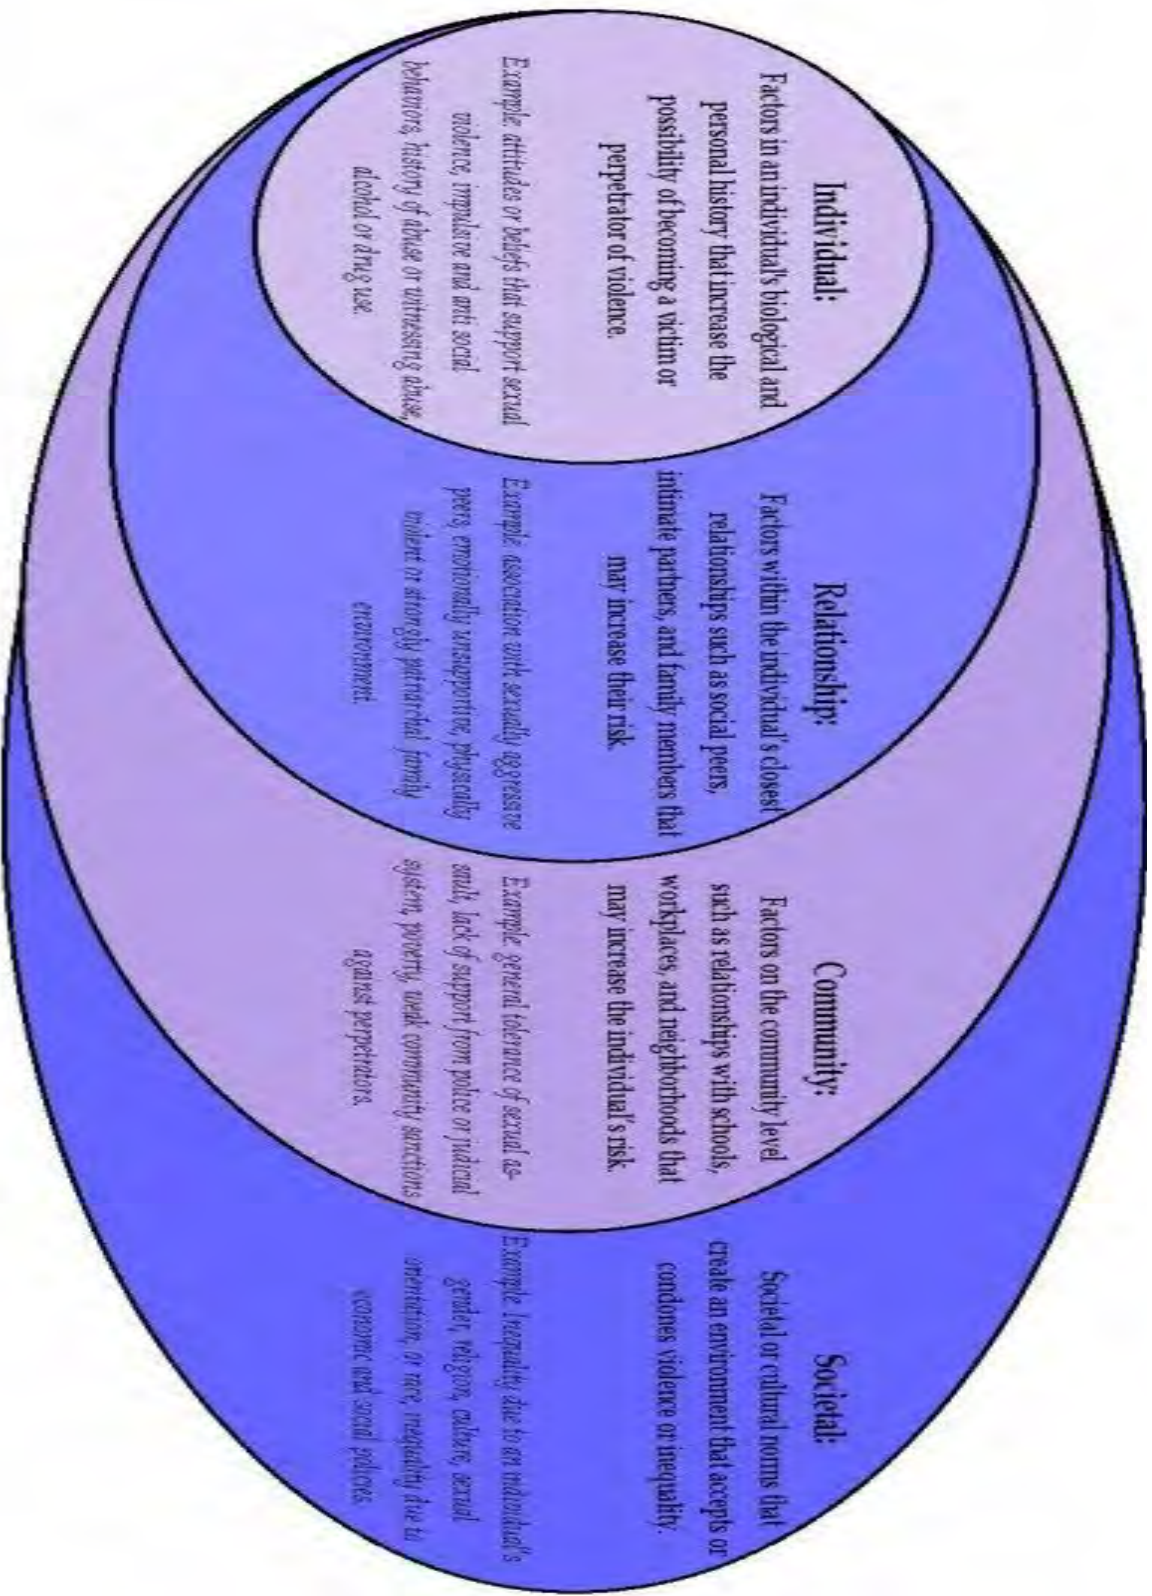 Individual:
Factors in an individual's biological and
personal history that increase the
possibility of becoming a victim or
perpetrator of violence.
Example: attitudes or beliefs that support sexual
violence, impulsive and anti social
behaviors, history of abuse or witnessing abuse,
alcohol or drug use.
Relationship:
Factors within the individual's closest
relationships such as social peers,
intimate partners, and family members that
may increase their risk.
Example: association with sexually aggressive
peers, emotionally unsupportive, physically
violent or strongly patriarchal family
environment.
Community:
Factors on the community level
such as relationships with schools,
workplaces, and neighborhoods that
may increase the individual's risk.
Example: general tolerance of sexual as-
sault, lack of support from police or judicial
system, poverty, weak community sanctions
against perpetrators.
Societal:
Societal or cultural norms that
create an environment that accepts or
condones violence or inequality.
Example: Inequality due to an individual's
gender, religion, culture, sexual
orientation, or race, inequality due to
economic and social policies.